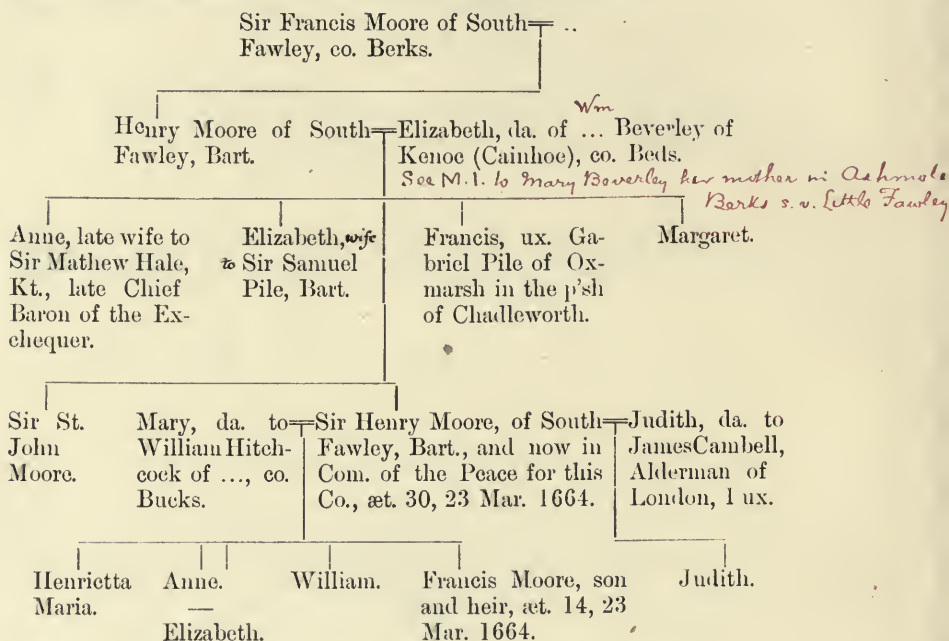 Sir Francis Moore of South
Fawley, co. Berks.
..
Henry Moore of South
Fawley, Bart.
Wm
Elizabeth, da. of ... Beverley of
Kenoc (Cainhoe), co. Beds.
See M.I. to Mary Beverley her mother in Ashmole
Berks s.v. Little Fawley
Anne, late wife to
Sir Mathew Hale,
Kt., late Chief
Baron of the Ex-
chequer.
Elizabeth, wife
to Sir Samuel
Pile, Bart.
Francis, ux. Ga-
briel Pile of Ox-
marsh in the p'sh
of Chadleworth.
Margaret.
Sir St.
John
Moore.
Mary, da. to
William Hitch-
cock of ..., co.
Bucks.
Sir Henry Moore, of South
Fawley, Bart., and now in
Com. of the Peace for this
Co., æt. 30, 23 Mar. 1664.
Judith, da. to
James Cambell,
Alderman of
London, 1 ux.
Henrietta
Maria.
Anne.
—
Elizabeth.
William.
Francis Moore, son
and heir, æt. 14, 23
Mar. 1664.
Judith.